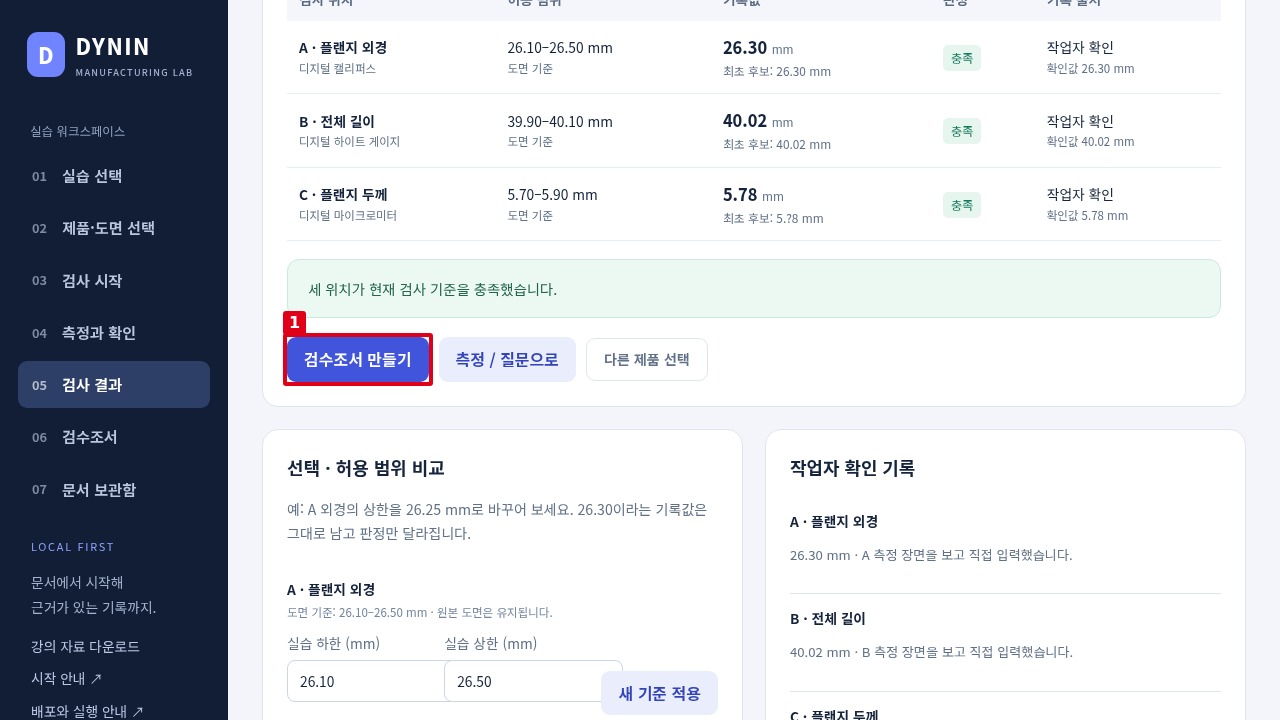 D
DYNIN
MANUFACTURING LAB
실습 워크스페이스
01 실습 선택
02 제품·도면 선택
03 검사 시작
04 측정과 확인
05 검사 결과
06 검수조서
07 문서 보관함
LOCAL FIRST
문서에서 시작해
근거가 있는 기록까지.
강의 자료 다운로드
시작 안내 ↗
배포와 실행 안내 ↗
A · 플랜지 외경 26.10–26.50 mm 26.30 mm 충족 작업자 확인
디지털 캘리퍼스 도면 기준 최초 후보: 26.30 mm 확인값 26.30 mm
B · 전체 길이 39.90–40.10 mm 40.02 mm 충족 작업자 확인
디지털 하이트 게이지 도면 기준 최초 후보: 40.02 mm 확인값 40.02 mm
C · 플랜지 두께 5.70–5.90 mm 5.78 mm 충족 작업자 확인
디지털 마이크로미터 도면 기준 최초 후보: 5.?8 mm 확인값 5.78 mm
세 위치가 현재 검사 기준을 충족했습니다.
1
검수조서 만들기 측정 / 질문으로 다른 제품 선택
선택 · 허용 범위 비교
예: A 외경의 상한을 26.25 mm로 바꾸어 보세요. 26.30이라는 기록값은
그대로 남고 판정만 달라집니다.
A · 플랜지 외경
도면 기준: 26.10–26.50 mm · 원본 도면은 유지됩니다.
실습 하한 (mm) 실습 상한 (mm)
26.10 26.50
새 기준 적용
작업자 확인 기록
A · 플랜지 외경
26.30 mm · A 측정 장면을 보고 직접 입력했습니다.
B · 전체 길이
40.02 mm · B 측정 장면을 보고 직접 입력했습니다.
C · 플랜지 두께